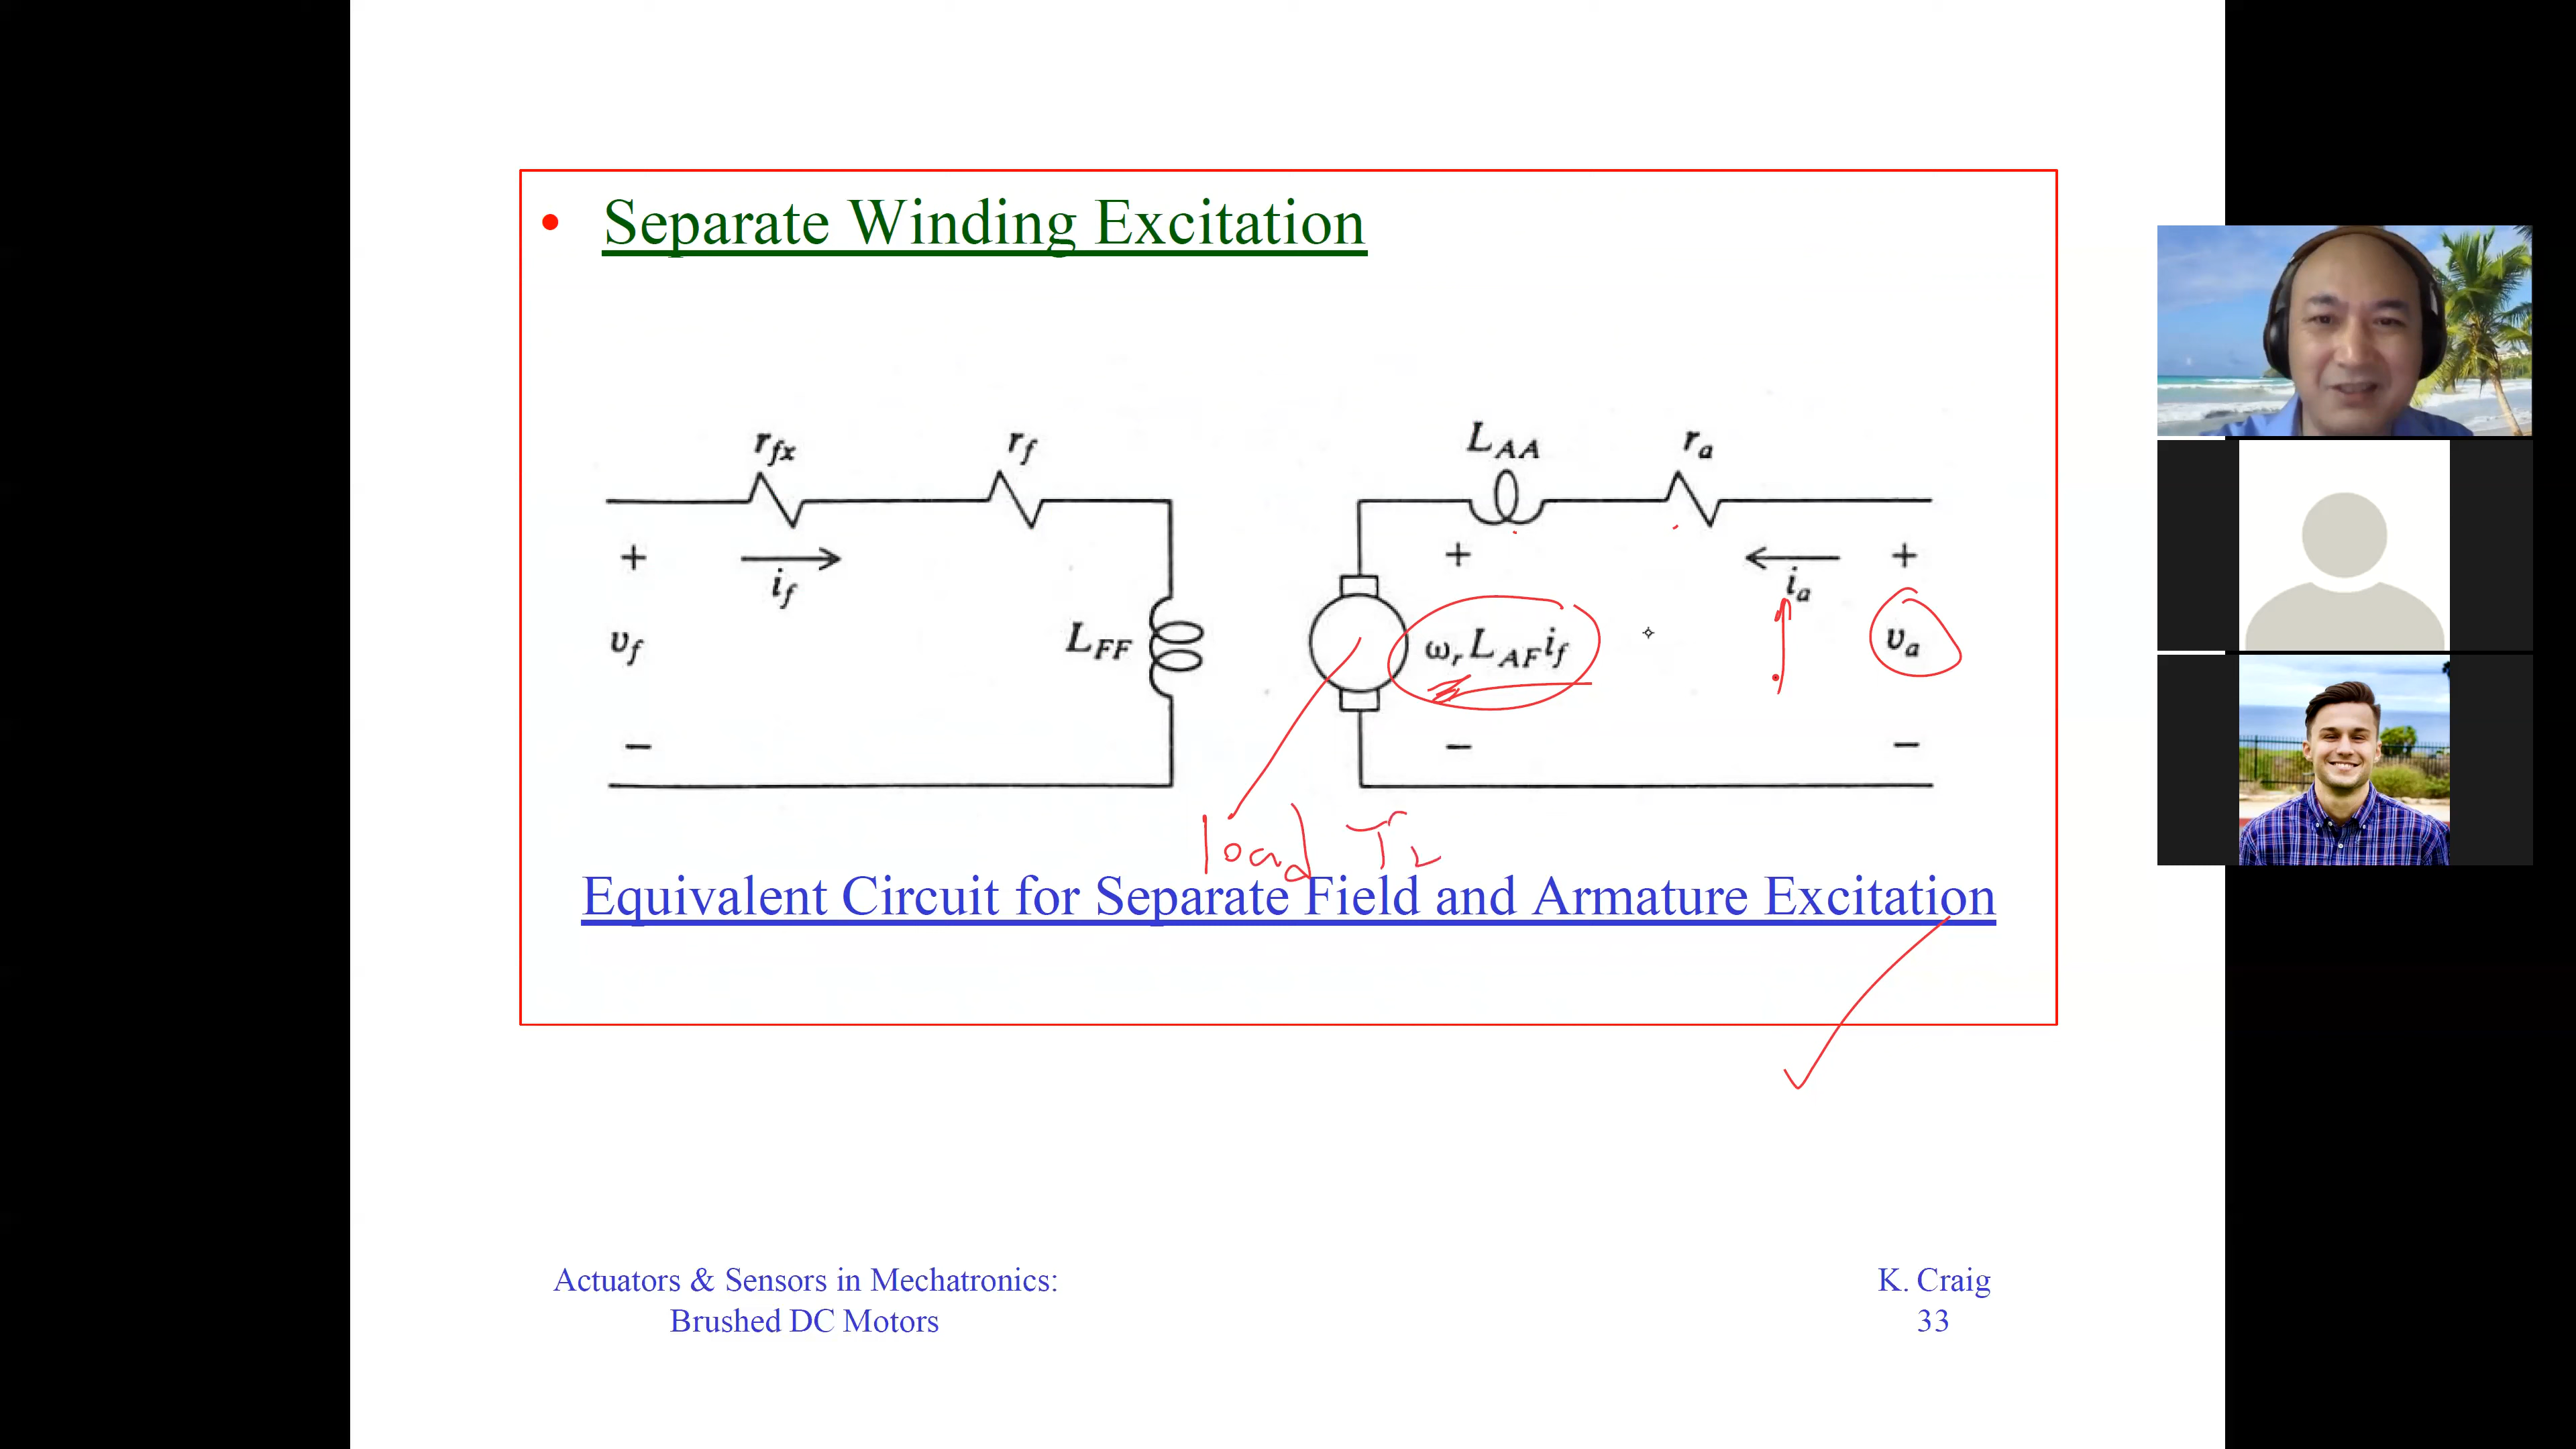 • Separate Winding Excitation
r_fx r_f L_AA r_a
+ i_f + i_a +
v_f L_FF ω_r L_AF i_f v_a
− − −
load T_L
Equivalent Circuit for Separate Field and Armature Excitation
Actuators & Sensors in Mechatronics:
Brushed DC Motors
K. Craig
33